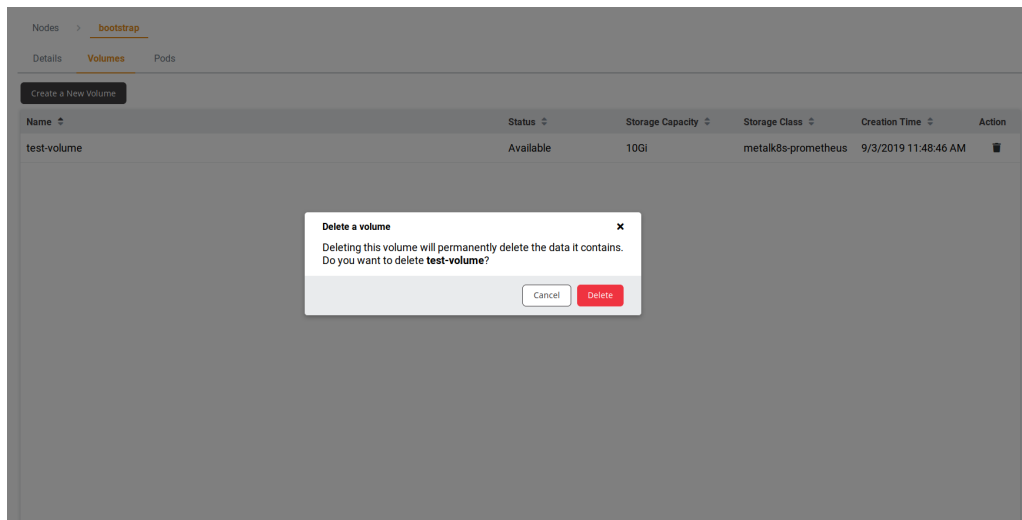 Nodes > bootstrap
Details Volumes Pods
Create a New Volume
Name Status Storage Capacity Storage Class Creation Time Action
test-volume Available 10Gi metalk8s-prometheus 9/3/2019 11:48:46 AM
Delete a volume
Deleting this volume will permanently delete the data it contains.
Do you want to delete test-volume?
Cancel Delete